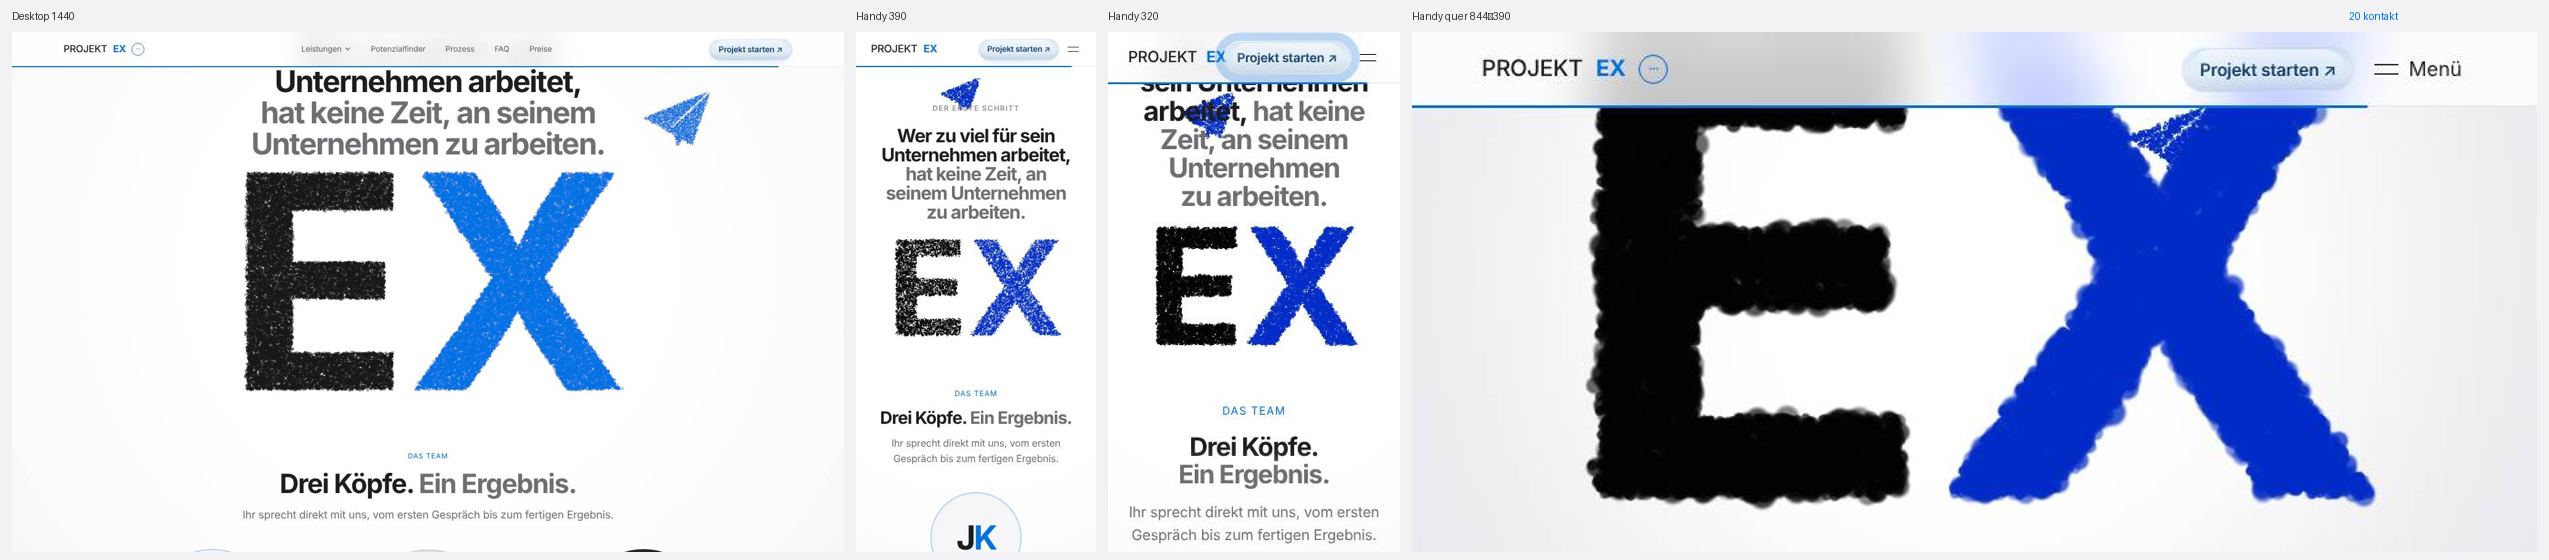 Desktop 1440
PROJEKT EX
Leistungen
Potenzialfinder
Prozess
FAQ
Preise
Projekt starten ↗
Unternehmen arbeitet,
hat keine Zeit, an seinem
Unternehmen zu arbeiten.
EX
DAS TEAM
Drei Köpfe. Ein Ergebnis.
Ihr sprecht direkt mit uns, vom ersten Gespräch bis zum fertigen Ergebnis.
Handy 390
PROJEKT EX
Projekt starten ↗
DER ERSTE SCHRITT
Wer zu viel für sein
Unternehmen arbeitet,
hat keine Zeit, an
seinem Unternehmen
zu arbeiten.
EX
DAS TEAM
Drei Köpfe. Ein Ergebnis.
Ihr sprecht direkt mit uns, vom ersten
Gespräch bis zum fertigen Ergebnis.
JK
Handy 320
PROJEKT EX
Projekt starten ↗
sein Unternehmen
arbeitet, hat keine
Zeit, an seinem
Unternehmen
zu arbeiten.
EX
DAS TEAM
Drei Köpfe.
Ein Ergebnis.
Ihr sprecht direkt mit uns, vom ersten
Gespräch bis zum fertigen Ergebnis.
Handy quer 844 390
20 kontakt
PROJEKT EX
Projekt starten ↗
Menü
EX